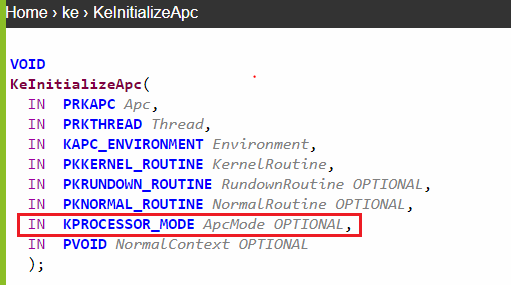 Home › ke › KeInitializeApc
VOID
KeInitializeApc(
IN PRKAPC Apc,
IN PRKTHREAD Thread,
IN KAPC_ENVIRONMENT Environment,
IN PKKERNEL_ROUTINE KernelRoutine,
IN PKRUNDOWN_ROUTINE RundownRoutine OPTIONAL,
IN PKNORMAL_ROUTINE NormalRoutine OPTIONAL,
IN KPROCESSOR_MODE ApcMode OPTIONAL,
IN PVOID NormalContext OPTIONAL
);